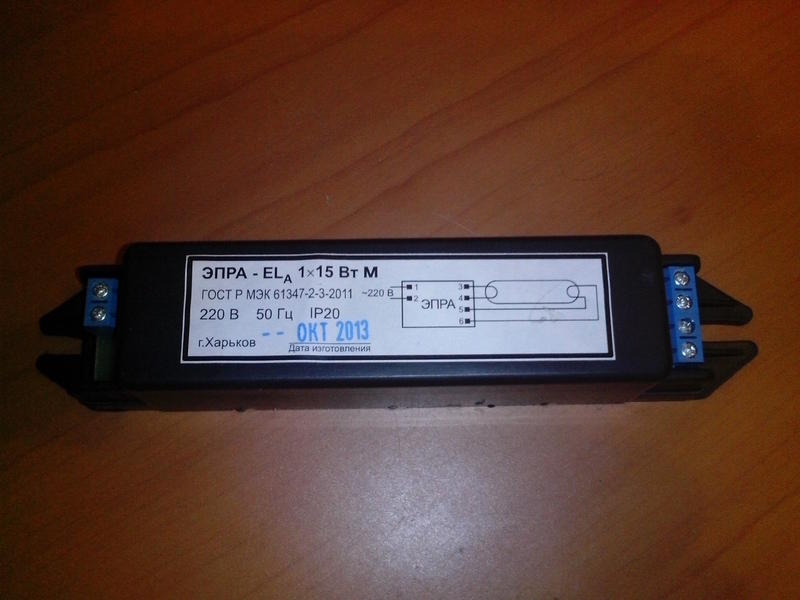 ЭПРА - ELA 1×15 Вт М
ГОСТ Р МЭК 61347-2-3-2011
220 В 50 Гц IP20
-- ОКТ 2013
г.Харьков Дата изготовления
~220 В
1 3
2 4
ЭПРА
5
6